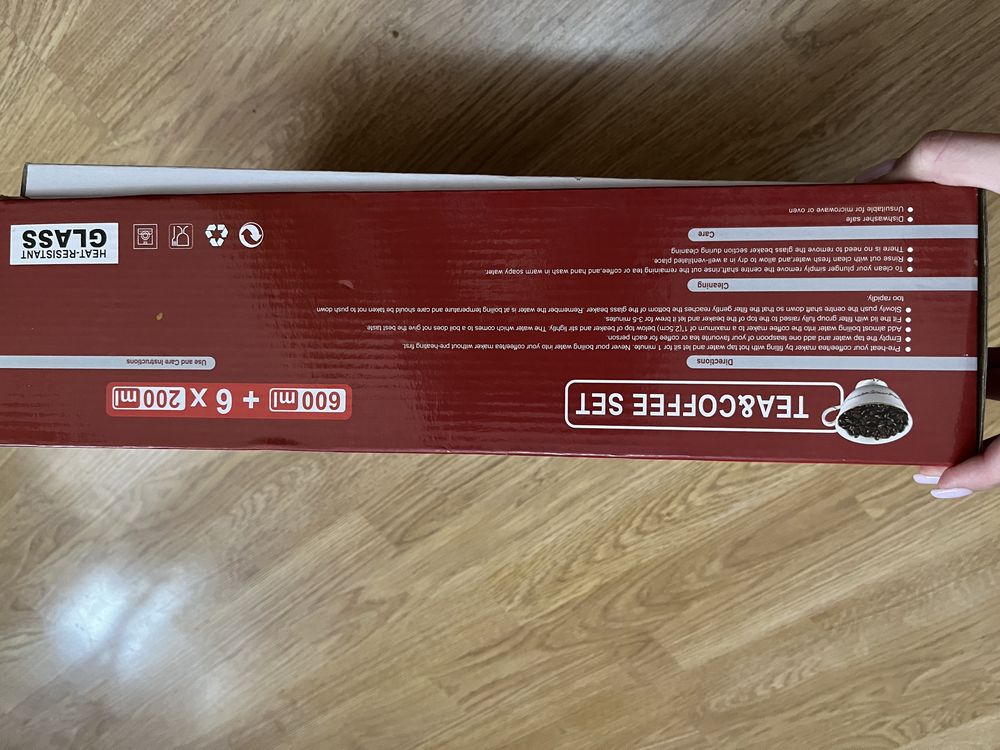 TEA&COFFEE SET
600 ml + 6 X 200 ml
Directions
Use and Care Instructions
Pre-heat your coffee/tea maker by filling with hot tap water and let sit for 1 minute. Never pour boiling water into your coffee/tea maker without pre-heating first.
Empty the tap water and add one teaspoon of your favourite tea or coffee for each person.
Add almost boiling water into the coffee maker to a maximum of 1"(2.5cm) below top of beaker and stir lightly. The water which comes to a boil does not give the best taste
Fit the lid with filter group fully raised to the top of the beaker and let it brew for 3-5 minutes.
Slowly push the centre shaft down so that the filter gently reaches the bottom of the glass beaker. Remember the water is at boiling temperature and care should be taken not to push down
too rapidly.
Cleaning
To clean your plunger simply remove the centre shaft,rinse out the remaining tea or coffee,and hand wash in warm soapy water.
Rinse out with clean fresh water,and allow to dry in a well-ventilated place.
There is no need to remove the glass beaker section during cleaning.
Care
Dishwasher safe
Unsuitable for microwave or oven
HEAT-RESISTANT
GLASS